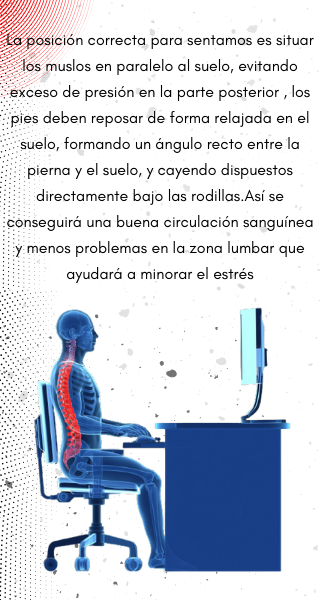 La posición correcta para sentamos es situar
los muslos en paralelo al suelo, evitando
exceso de presión en la parte posterior , los
pies deben reposar de forma relajada en el
suelo, formando un ángulo recto entre la
pierna y el suelo, y cayendo dispuestos
directamente bajo las rodillas.Así se
conseguirá una buena circulación sanguínea
y menos problemas en la zona lumbar que
ayudará a minorar el estrés